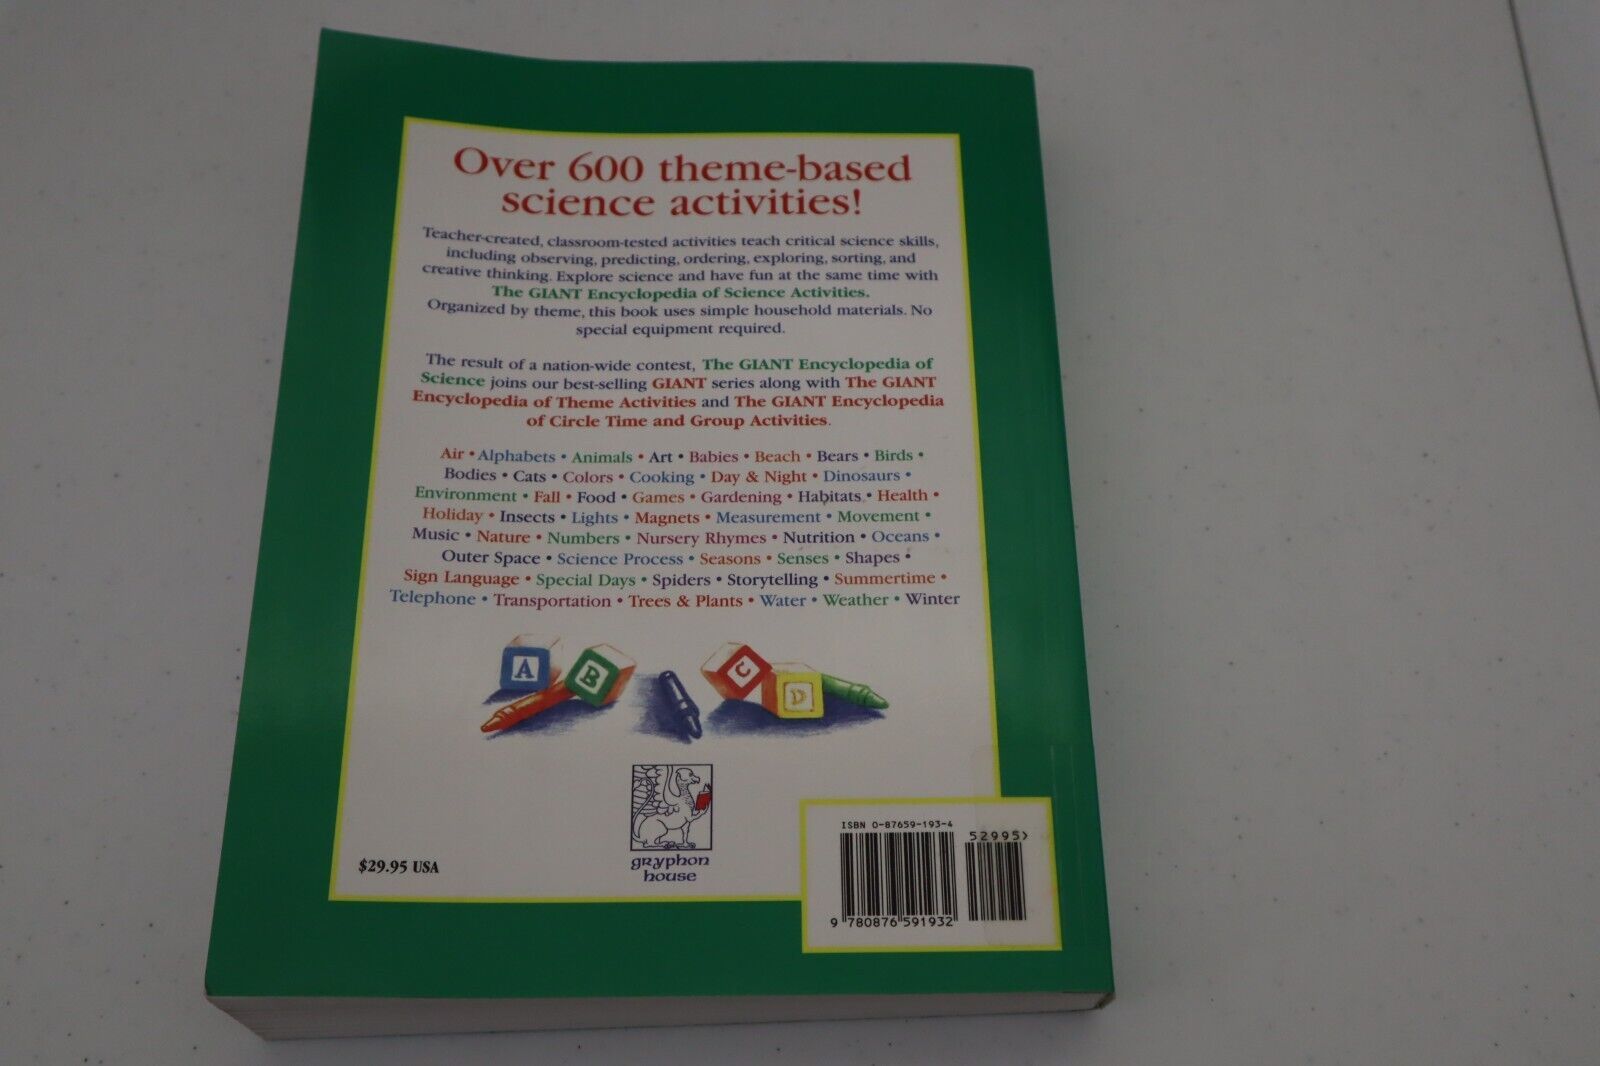 Over 600 theme-based
science activities!
Teacher-created, classroom-tested activities teach critical science skills,
including observing, predicting, ordering, exploring, sorting, and
creative thinking. Explore science and have fun at the same time with
The GIANT Encyclopedia of Science Activities.
Organized by theme, this book uses simple household materials. No
special equipment required.
The result of a nation-wide contest, The GIANT Encyclopedia of
Science joins our best-selling GIANT series along with The GIANT
Encyclopedia of Theme Activities and The GIANT Encyclopedia
of Circle Time and Group Activities.
Air • Alphabets • Animals • Art • Babies • Beach • Bears • Birds •
Bodies • Cats • Colors • Cooking • Day & Night • Dinosaurs •
Environment • Fall • Food • Games • Gardening • Habitats • Health •
Holiday • Insects • Lights • Magnets • Measurement • Movement •
Music • Nature • Numbers • Nursery Rhymes • Nutrition • Oceans •
Outer Space • Science Process • Seasons • Senses • Shapes •
Sign Language • Special Days • Spiders • Storytelling • Summertime •
Telephone • Transportation • Trees & Plants • Water • Weather • Winter
A B C D
gryphon
house
$29.95 USA
ISBN 0-87659-193-4
52995>
9 780876 591932